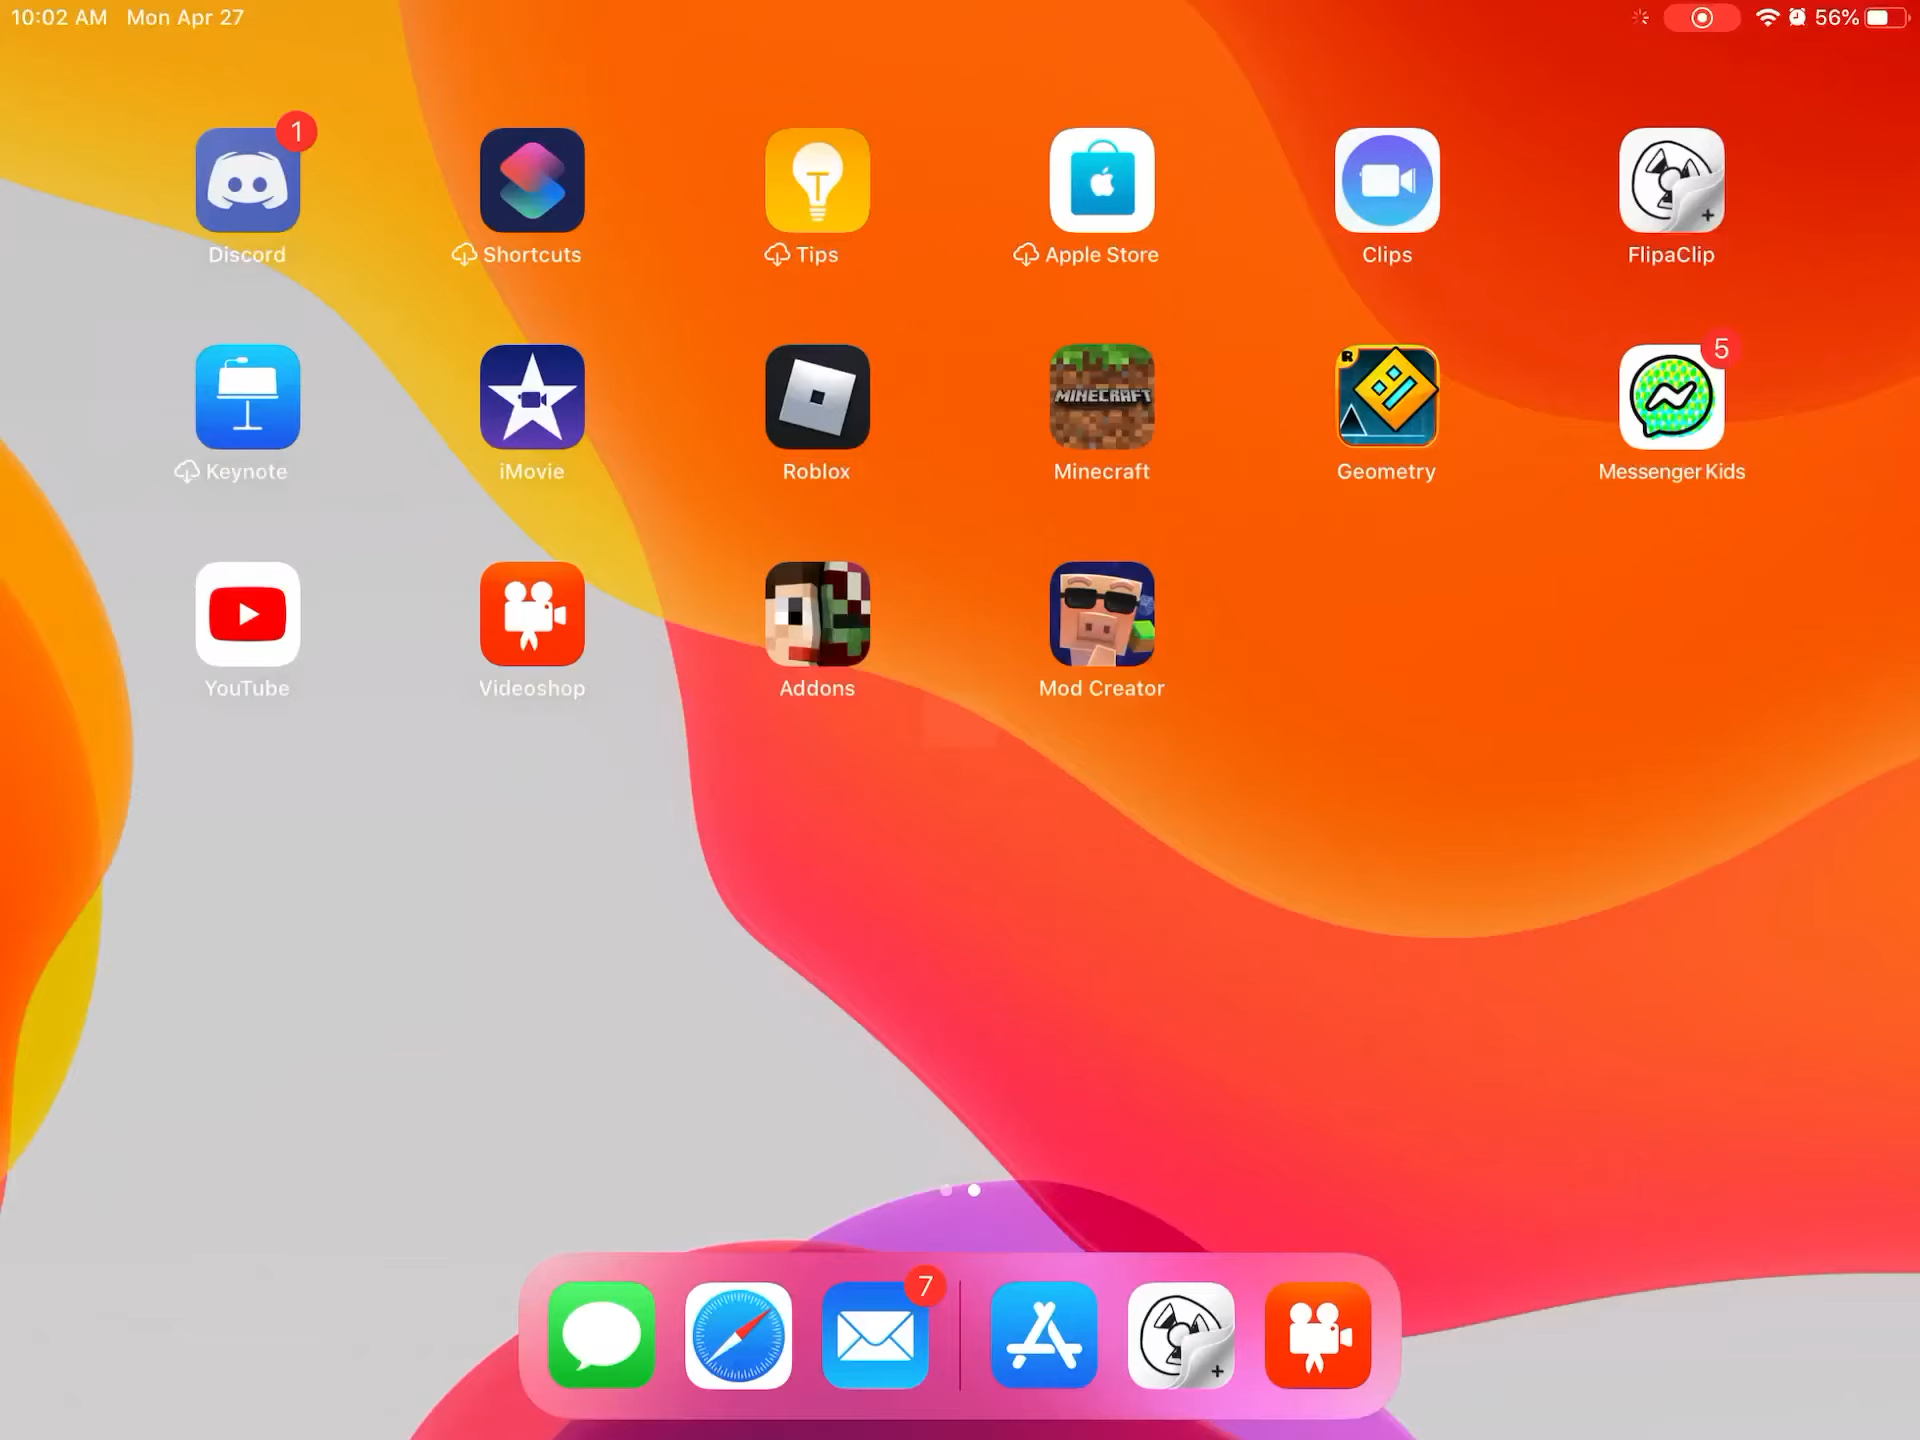 10:02 AM Mon Apr 27 56%
1
Discord Shortcuts Tips Apple Store Clips FlipaClip
5
MINECRAFT
Keynote iMovie Roblox Minecraft Geometry Messenger Kids
YouTube Videoshop Addons Mod Creator
7